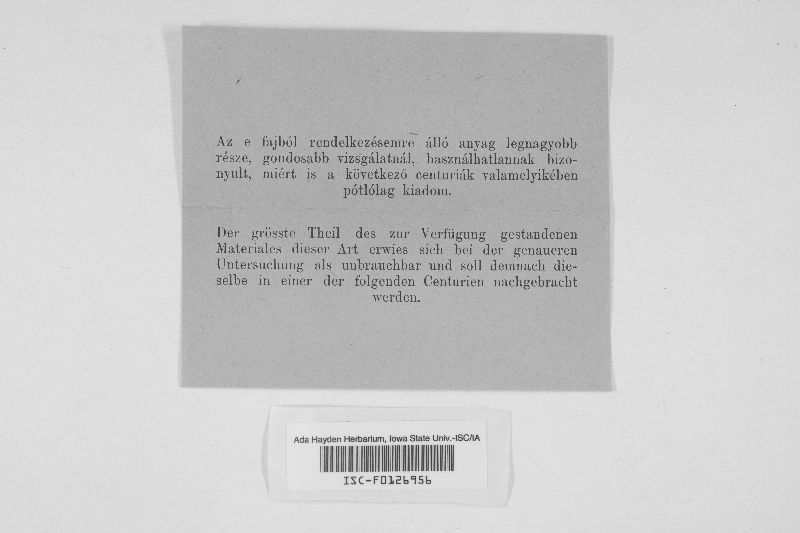 Az e fajból rendelkezésemre álló anyag legnagyobb
része, gondosabb vizsgálatnál, használhatlannak bizo-
nyult, miért is a következő centuriák valamelyikében
pótlólag kiadom.
Der grösste Theil des zur Verfügung gestandenen
Materiales dieser Art erwies sich bei der genaueren
Untersuchung als unbrauchbar und soll demnach die-
selbe in einer der folgenden Centurien nachgebracht
werden.
Ada Hayden Herbarium, Iowa State Univ.-ISC/IA
ISC-F0126956